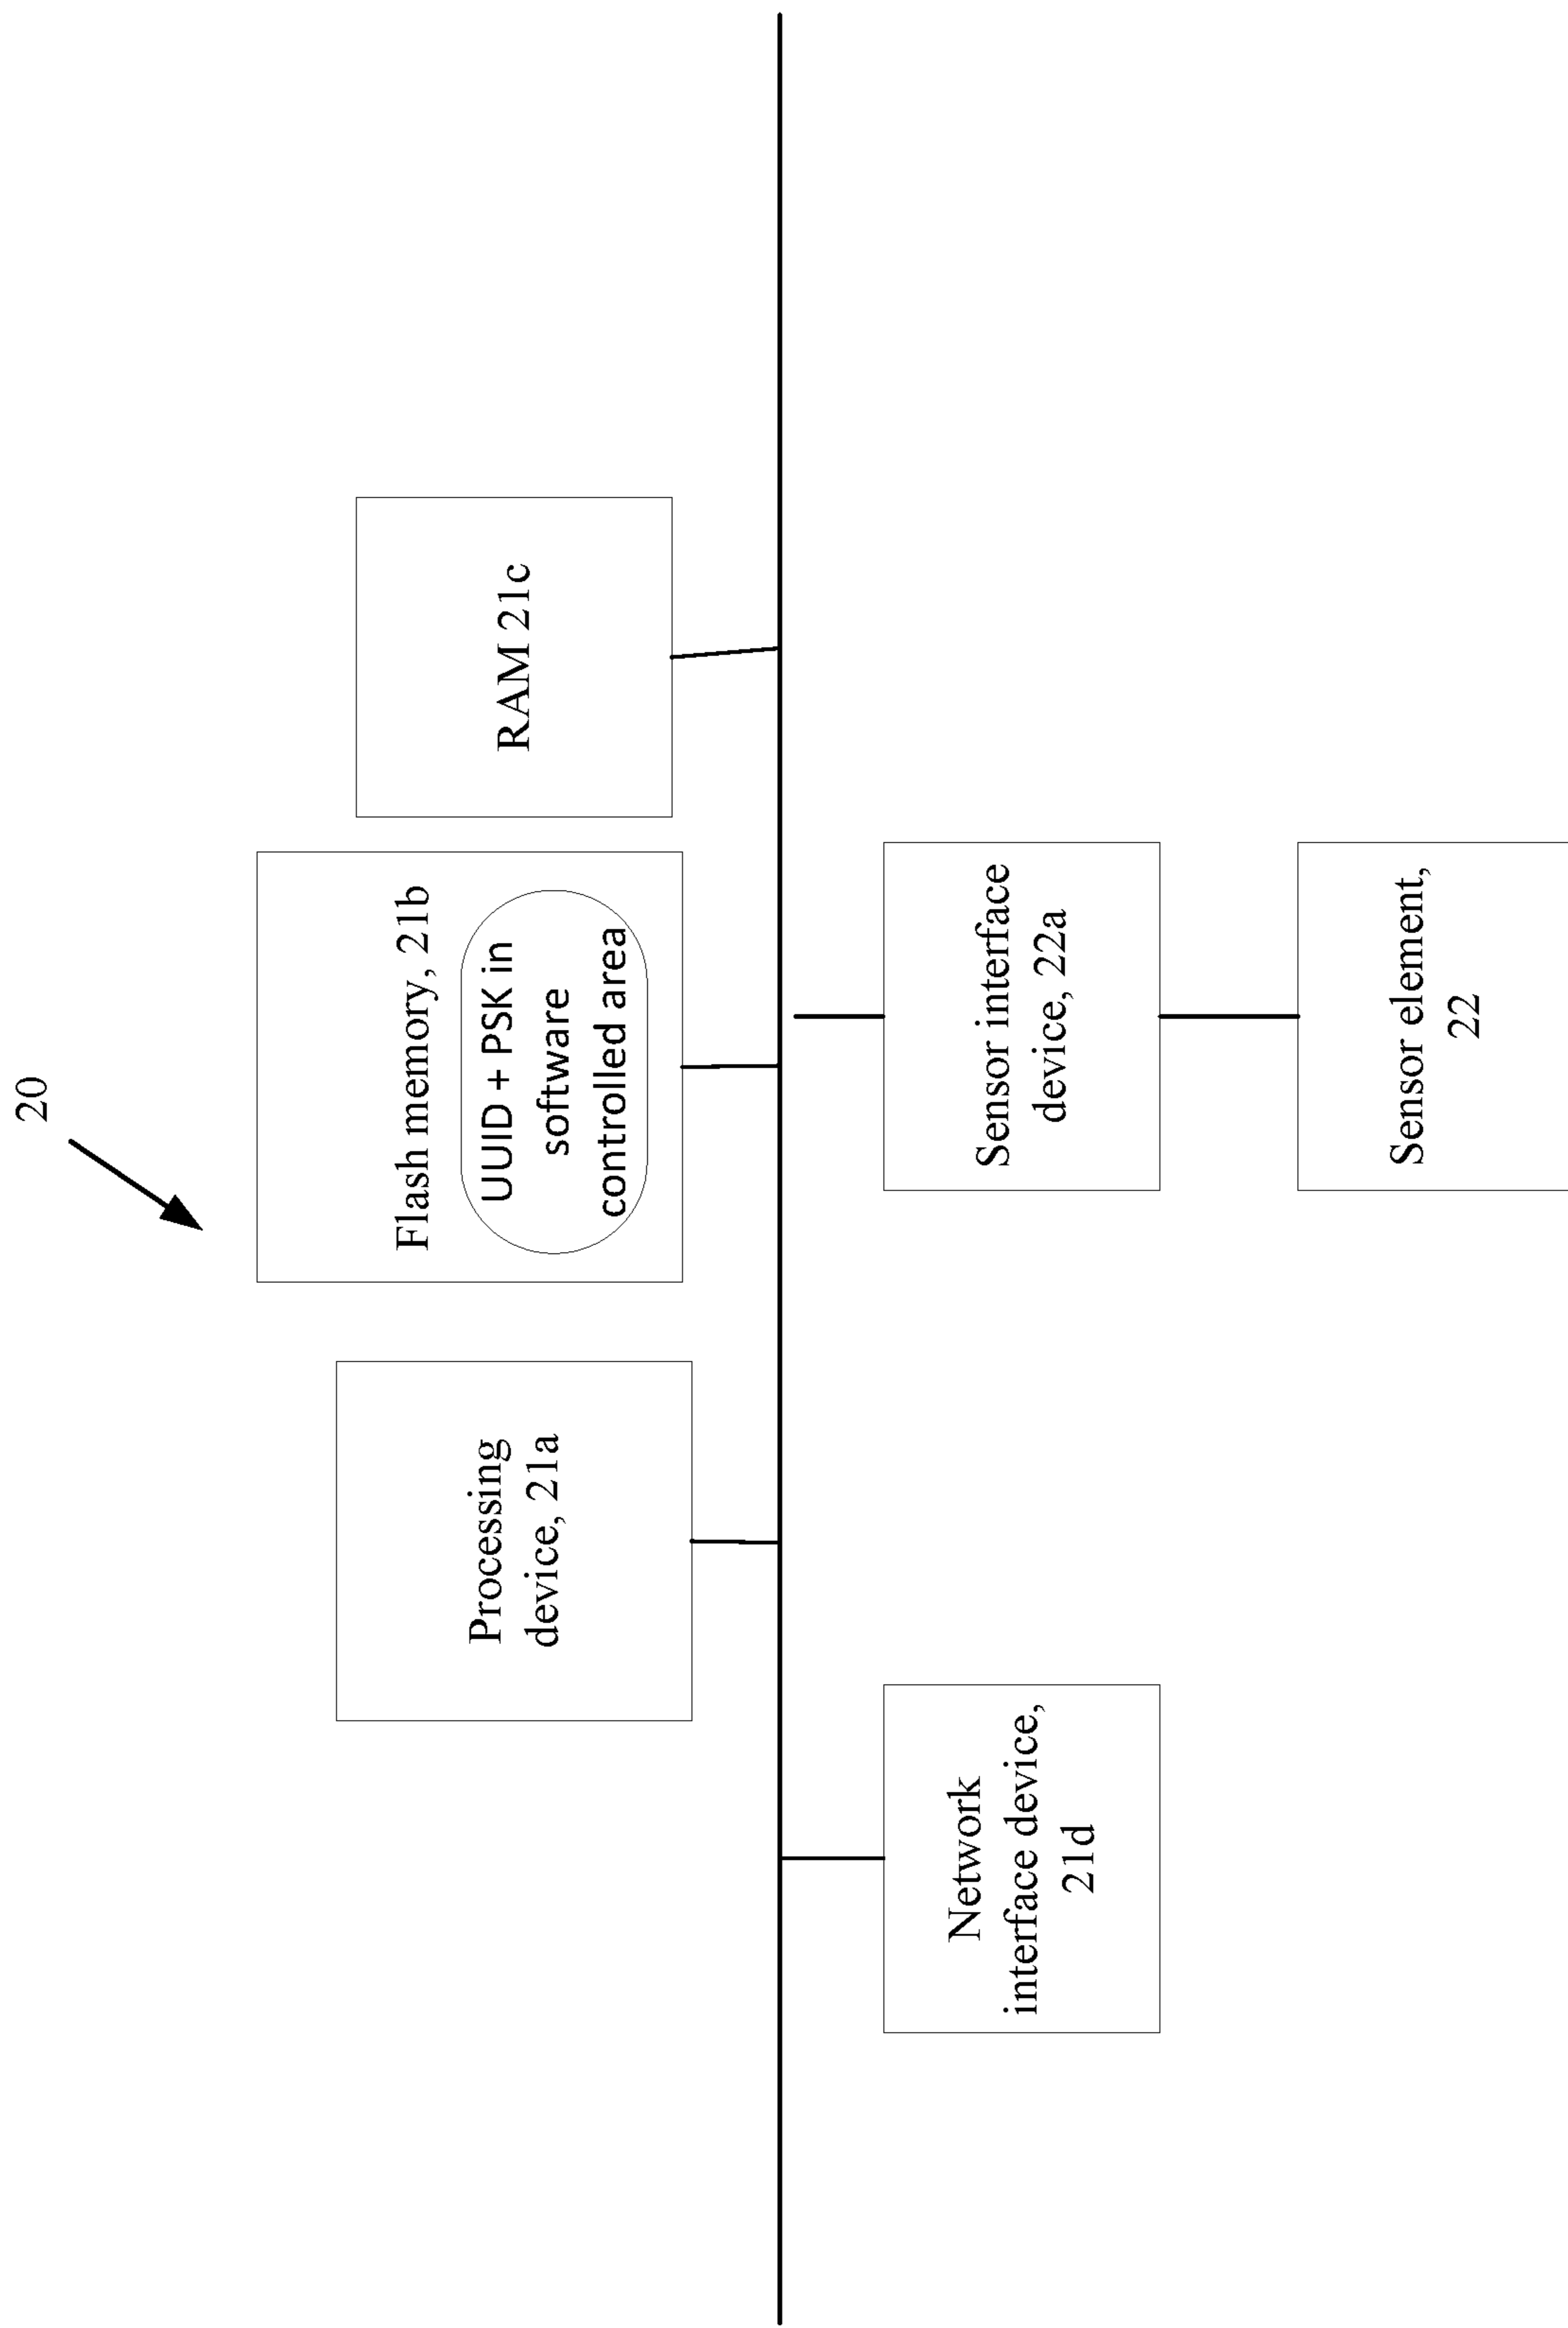 20
Processing
device, 21a
Flash memory, 21b
UUID + PSK in
software
controlled area
RAM 21c
Network
interface device,
21d
Sensor interface
device, 22a
Sensor element,
22